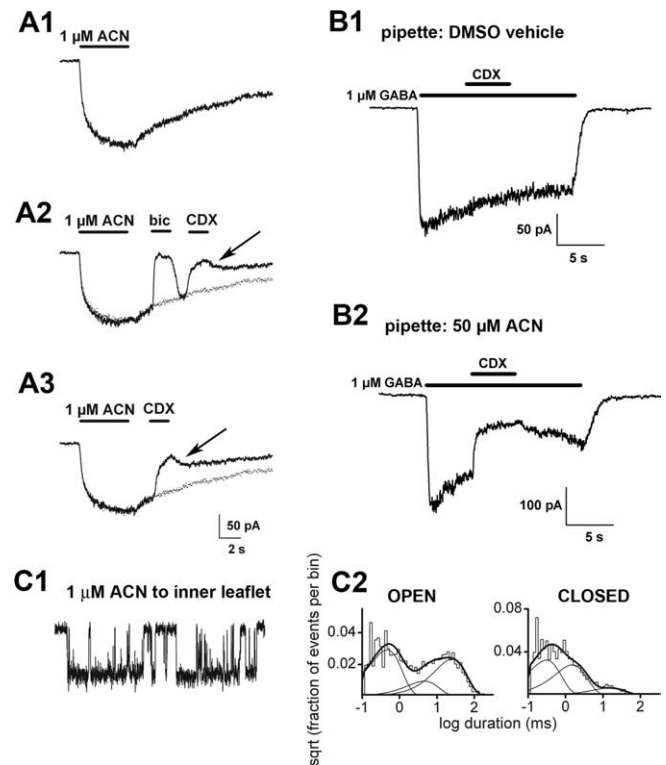 A1
1 µM ACN
A2
1 µM ACN bic CDX
A3
1 µM ACN CDX
50 pA
2 s
B1
pipette: DMSO vehicle
CDX
1 µM GABA
50 pA
5 s
B2
pipette: 50 µM ACN
CDX
1 µM GABA
100 pA
5 s
C1
1 µM ACN to inner leaflet
C2
OPEN
CLOSED
sqrt (fraction of events per bin)
0.04
0.02
-1 0 1 2
0.08
0.04
-1 0 1 2
log duration (ms)